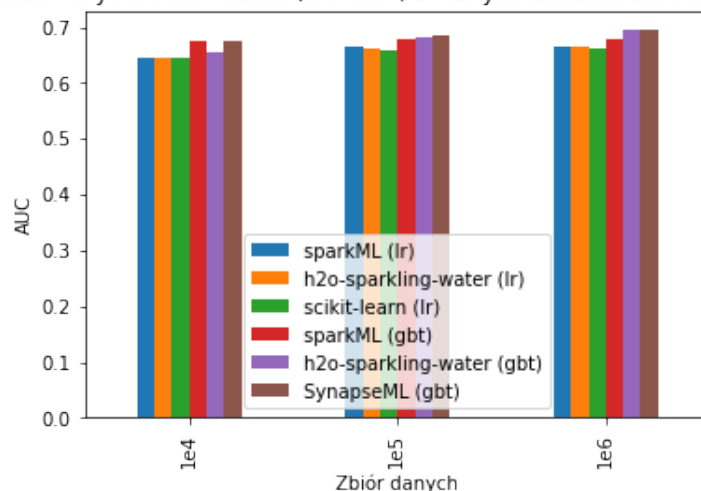 0.7
0.6
0.5
0.4
0.3
0.2
0.1
0.0
AUC
sparkML (lr)
h2o-sparkling-water (lr)
scikit-learn (lr)
sparkML (gbt)
h2o-sparkling-water (gbt)
SynapseML (gbt)
1e4
1e5
1e6
Zbiór danych